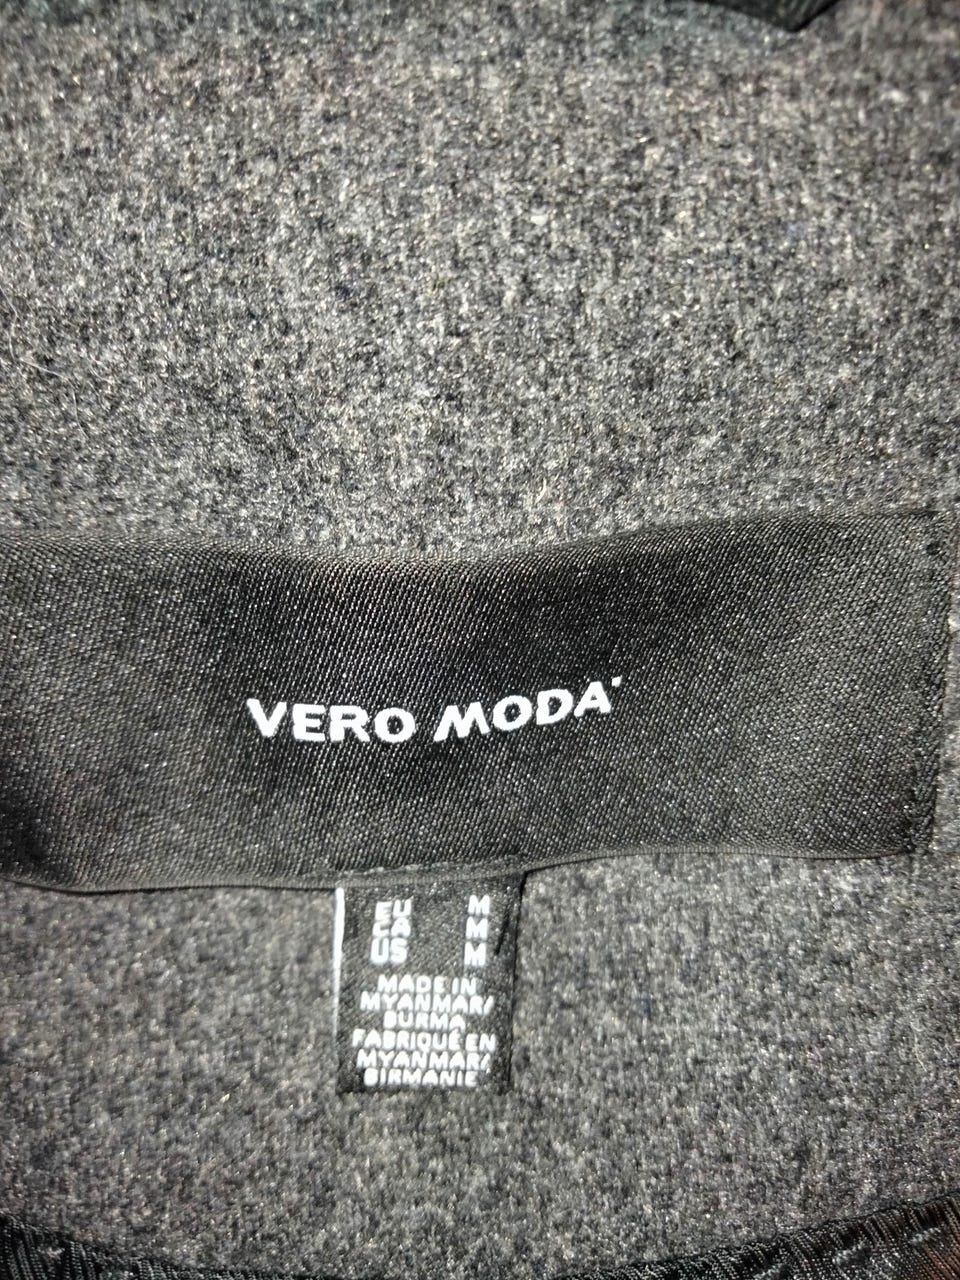 VERO MODA
EU M
CA M
US M
MADE IN
MYANMAR/
BURMA
FABRIQUÉ EN
MYANMAR/
BIRMANIE